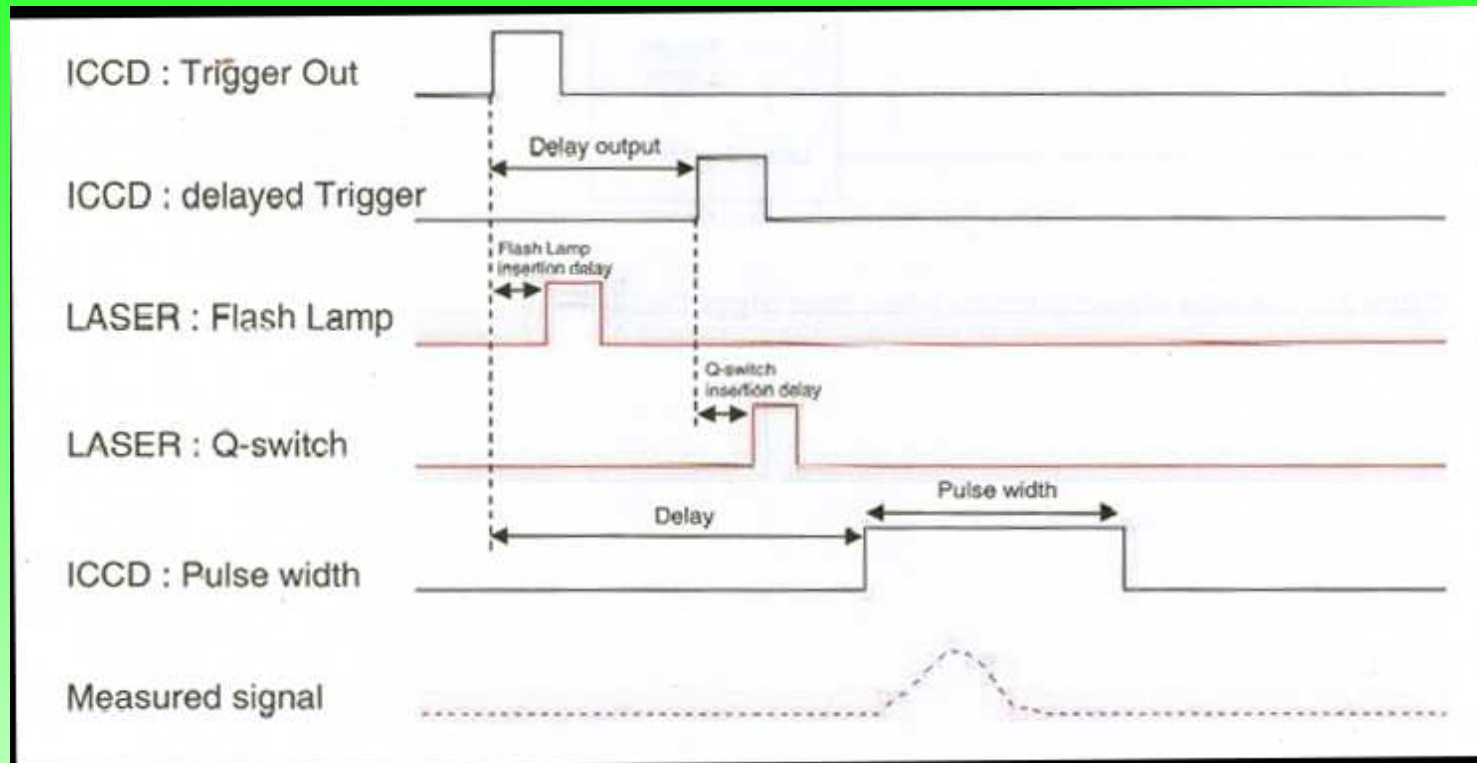 ICCD : Trigger Out
Delay output
ICCD : delayed Trigger
Flash Lamp
insertion delay
LASER : Flash Lamp
Q-switch
insertion delay
LASER : Q-switch
Pulse width
Delay
ICCD : Pulse width
Measured signal